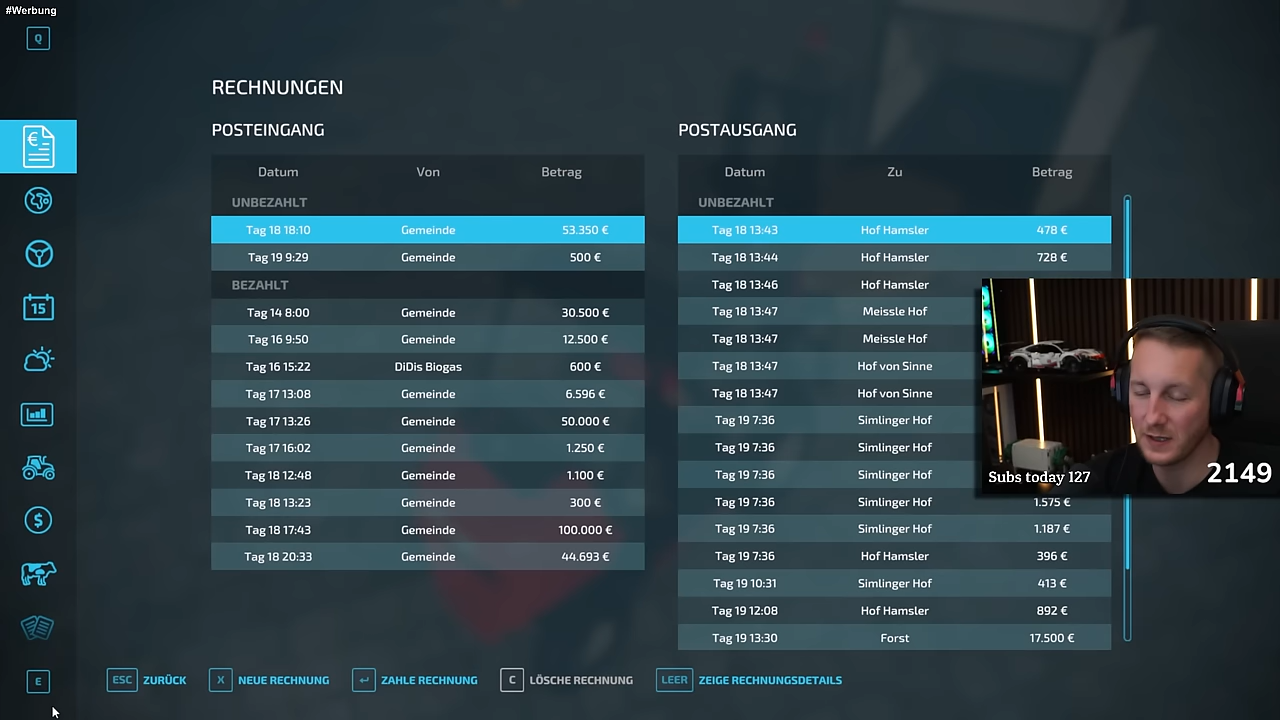 #Werbung
Q
RECHNUNGEN
POSTEINGANG
Datum Von Betrag
UNBEZAHLT
Tag 18 18:10 Gemeinde 53.350 €
Tag 19 9:29 Gemeinde 500 €
BEZAHLT
Tag 14 8:00 Gemeinde 30.500 €
Tag 16 9:50 Gemeinde 12.500 €
Tag 16 15:22 DiDis Biogas 600 €
Tag 17 13:08 Gemeinde 6.596 €
Tag 17 13:26 Gemeinde 50.000 €
Tag 17 16:02 Gemeinde 1.250 €
Tag 18 12:48 Gemeinde 1.100 €
Tag 18 13:23 Gemeinde 300 €
Tag 18 17:43 Gemeinde 100.000 €
Tag 18 20:33 Gemeinde 44.693 €
POSTAUSGANG
Datum Zu Betrag
UNBEZAHLT
Tag 18 13:43 Hof Hamsler 478 €
Tag 18 13:44 Hof Hamsler 728 €
Tag 18 13:46 Hof Hamsler
Tag 18 13:47 Meissle Hof
Tag 18 13:47 Meissle Hof
Tag 18 13:47 Hof von Sinne
Tag 18 13:47 Hof von Sinne
Tag 19 7:36 Simlinger Hof
Tag 19 7:36 Simlinger Hof
Tag 19 7:36 Simlinger Hof
Tag 19 7:36 Simlinger Hof 1.575 €
Tag 19 7:36 Simlinger Hof 1.187 €
Tag 19 7:36 Hof Hamsler 396 €
Tag 19 10:31 Simlinger Hof 413 €
Tag 19 12:08 Hof Hamsler 892 €
Tag 19 13:30 Forst 17.500 €
15
Subs today 127
2149
E
ESC ZURÜCK X NEUE RECHNUNG ↵ ZAHLE RECHNUNG C LÖSCHE RECHNUNG LEER ZEIGE RECHNUNGSDETAILS